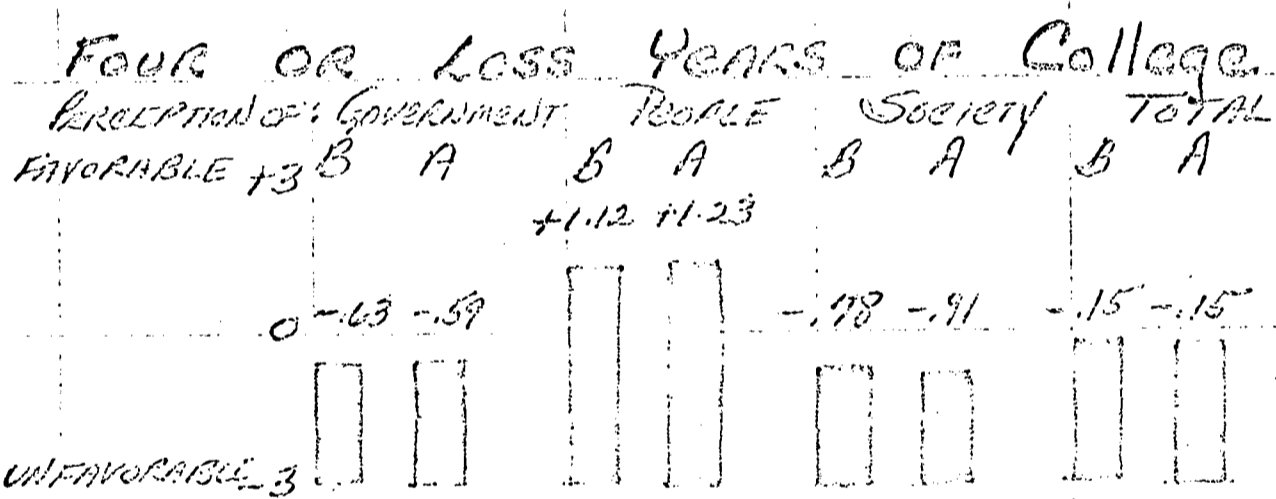 FOUR OR LESS YEARS OF College
PERCEPTION OF: GOVERNMENT PEOPLE SOCIETY TOTAL
FAVORABLE +3 B A B A B A B A
+1.12 +1.23
0 -.63 -.59 -.78 -.91 -.15 -.15
UNFAVORABLE -3